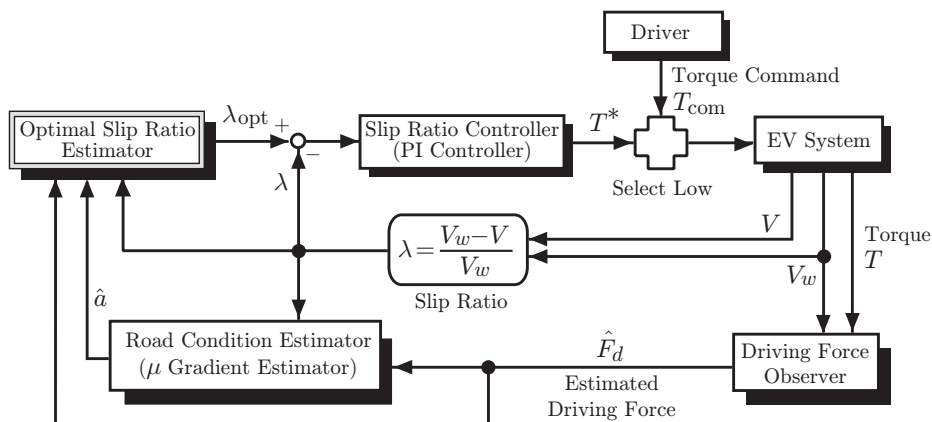 Driver
Torque Command
T_com
λ_opt
+
−
Optimal Slip Ratio
Estimator
Slip Ratio Controller
(PI Controller)
T*
EV System
Select Low
λ
λ = (V_w − V) / V_w
Slip Ratio
V
V_w
Torque
T
â
Road Condition Estimator
(μ Gradient Estimator)
F̂_d
Estimated
Driving Force
Driving Force
Observer